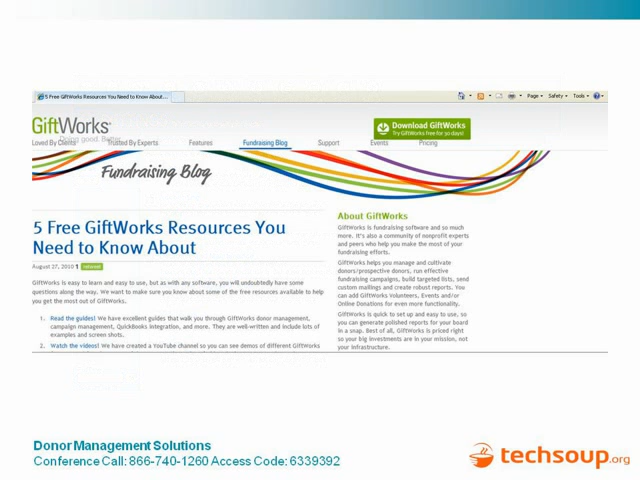 5 Free GiftWorks Resources You Need to Know About...
Page
Safety
Tools
GiftWorks
Doing good. Better.
Download GiftWorks
Try GiftWorks free for 30 days!
Loved By Clients
Trusted By Experts
Features
Fundraising Blog
Support
Events
Pricing
Fundraising Blog
5 Free GiftWorks Resources You
Need to Know About
August 27, 2010 1 retweet
GiftWorks is easy to learn and easy to use, but as with any software, you will undoubtedly have some
questions along the way. We want to make sure you know about some of the free resources available to help
you get the most out of GiftWorks.
1. Read the guides! We have excellent guides that walk you through GiftWorks donor management,
campaign management, QuickBooks integration, and more. They are well-written and include lots of
examples and screen shots.
2. Watch the videos! We have created a YouTube channel so you can see demos of different GiftWorks
About GiftWorks
GiftWorks is fundraising software and so much
more. It's also a community of nonprofit experts
and peers who help you make the most of your
fundraising efforts.
GiftWorks helps you manage and cultivate
donors/prospective donors, run effective
fundraising campaigns, build targeted lists, send
custom mailings and create robust reports. You
can add GiftWorks Volunteers, Events and/or
Online Donations for even more functionality.
GiftWorks is quick to set up and easy to use, so
you can generate polished reports for your board
in a snap. Best of all, GiftWorks is priced right
so your big investments are in your mission, not
your infrastructure.
Donor Management Solutions
Conference Call: 866-740-1260 Access Code: 6339392
techsoup.org